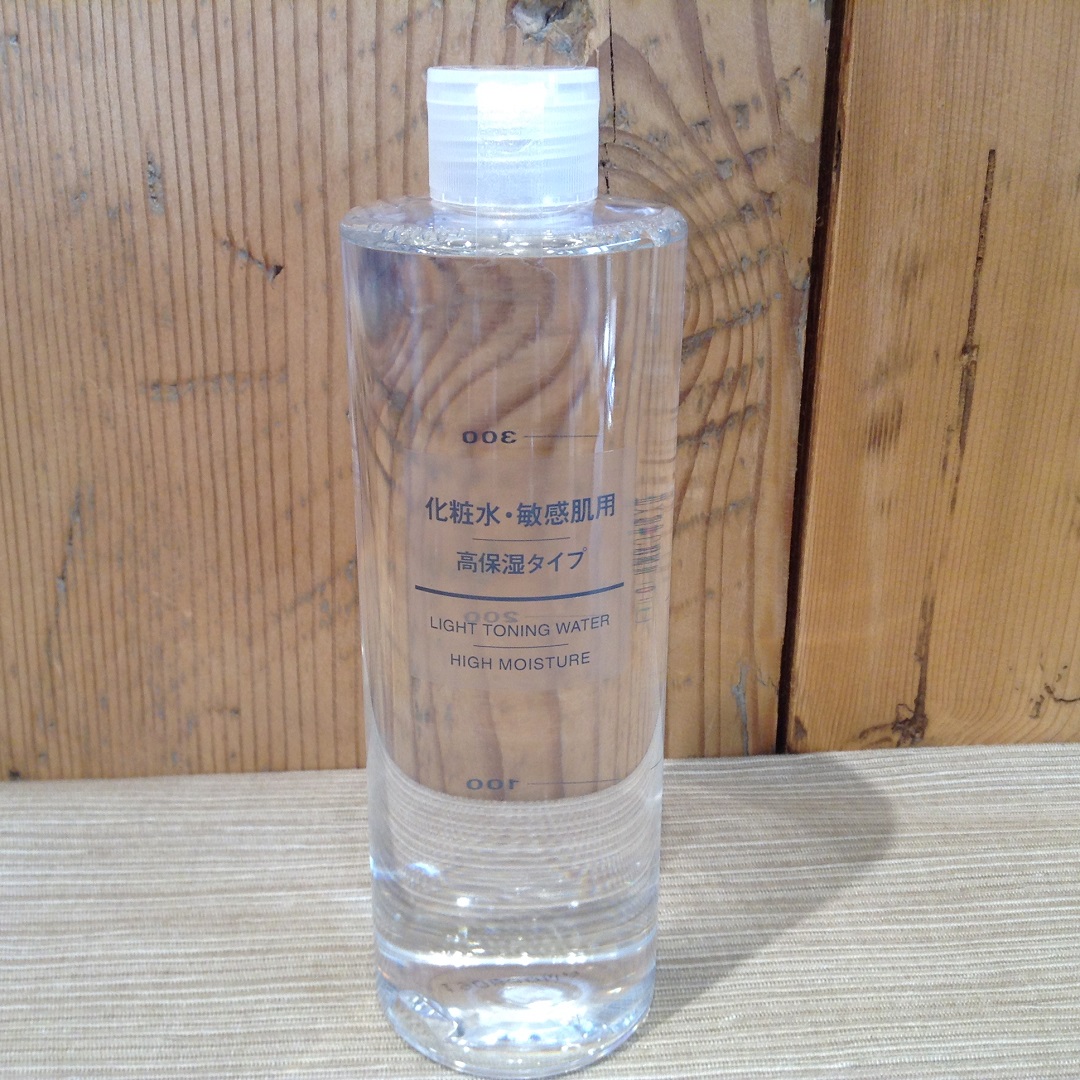 300
化粧水・敏感肌用
高保湿タイプ
200
LIGHT TONING WATER
HIGH MOISTURE
100